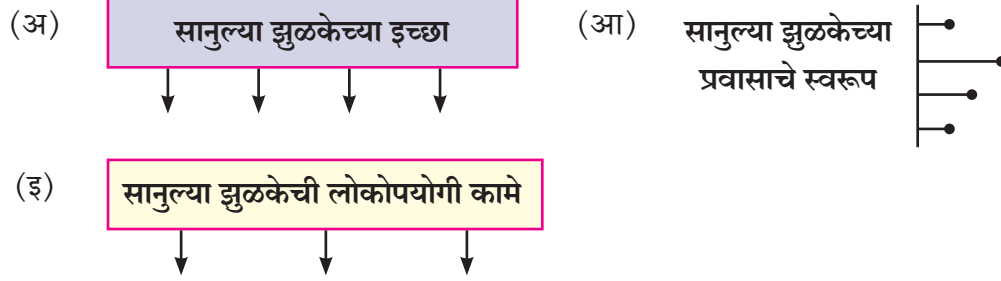 (अ) सानुल्या झुळकेच्या इच्छा
(आ) सानुल्या झुळकेच्या
प्रवासाचे स्वरूप
(इ) सानुल्या झुळकेची लोकोपयोगी कामे